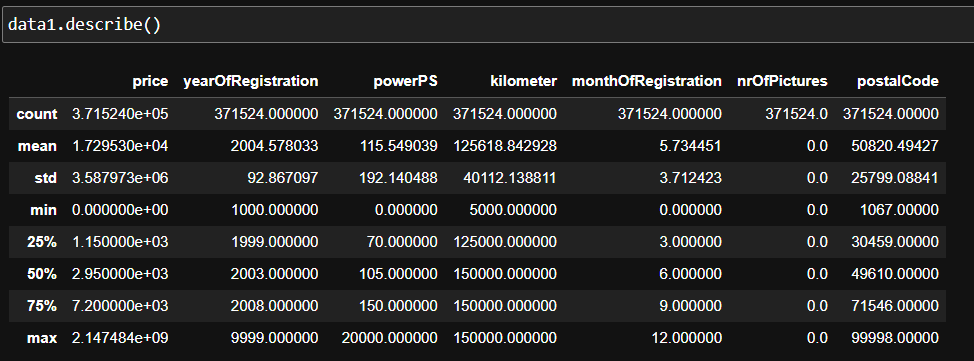 data1.describe()
price yearOfRegistration powerPS kilometer monthOfRegistration nrOfPictures postalCode
count 3.715240e+05 371524.000000 371524.000000 371524.000000 371524.000000 371524.0 371524.00000
mean 1.729530e+04 2004.578033 115.549039 125618.842928 5.734451 0.0 50820.49427
std 3.587973e+06 92.867097 192.140488 40112.138811 3.712423 0.0 25799.08841
min 0.000000e+00 1000.000000 0.000000 5000.000000 0.000000 0.0 1067.00000
25% 1.150000e+03 1999.000000 70.000000 125000.000000 3.000000 0.0 30459.00000
50% 2.950000e+03 2003.000000 105.000000 150000.000000 6.000000 0.0 49610.00000
75% 7.200000e+03 2008.000000 150.000000 150000.000000 9.000000 0.0 71546.00000
max 2.147484e+09 9999.000000 20000.000000 150000.000000 12.000000 0.0 99998.00000